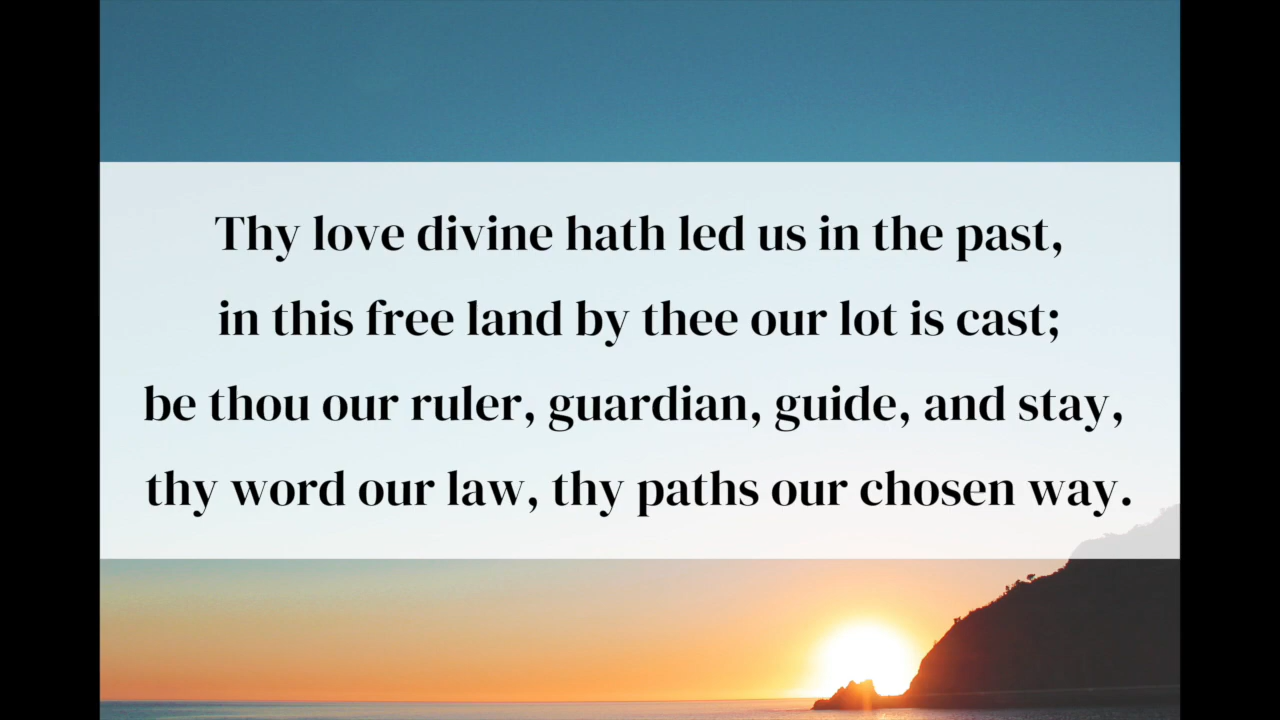 Thy love divine hath led us in the past,
in this free land by thee our lot is cast;
be thou our ruler, guardian, guide, and stay,
thy word our law, thy paths our chosen way.